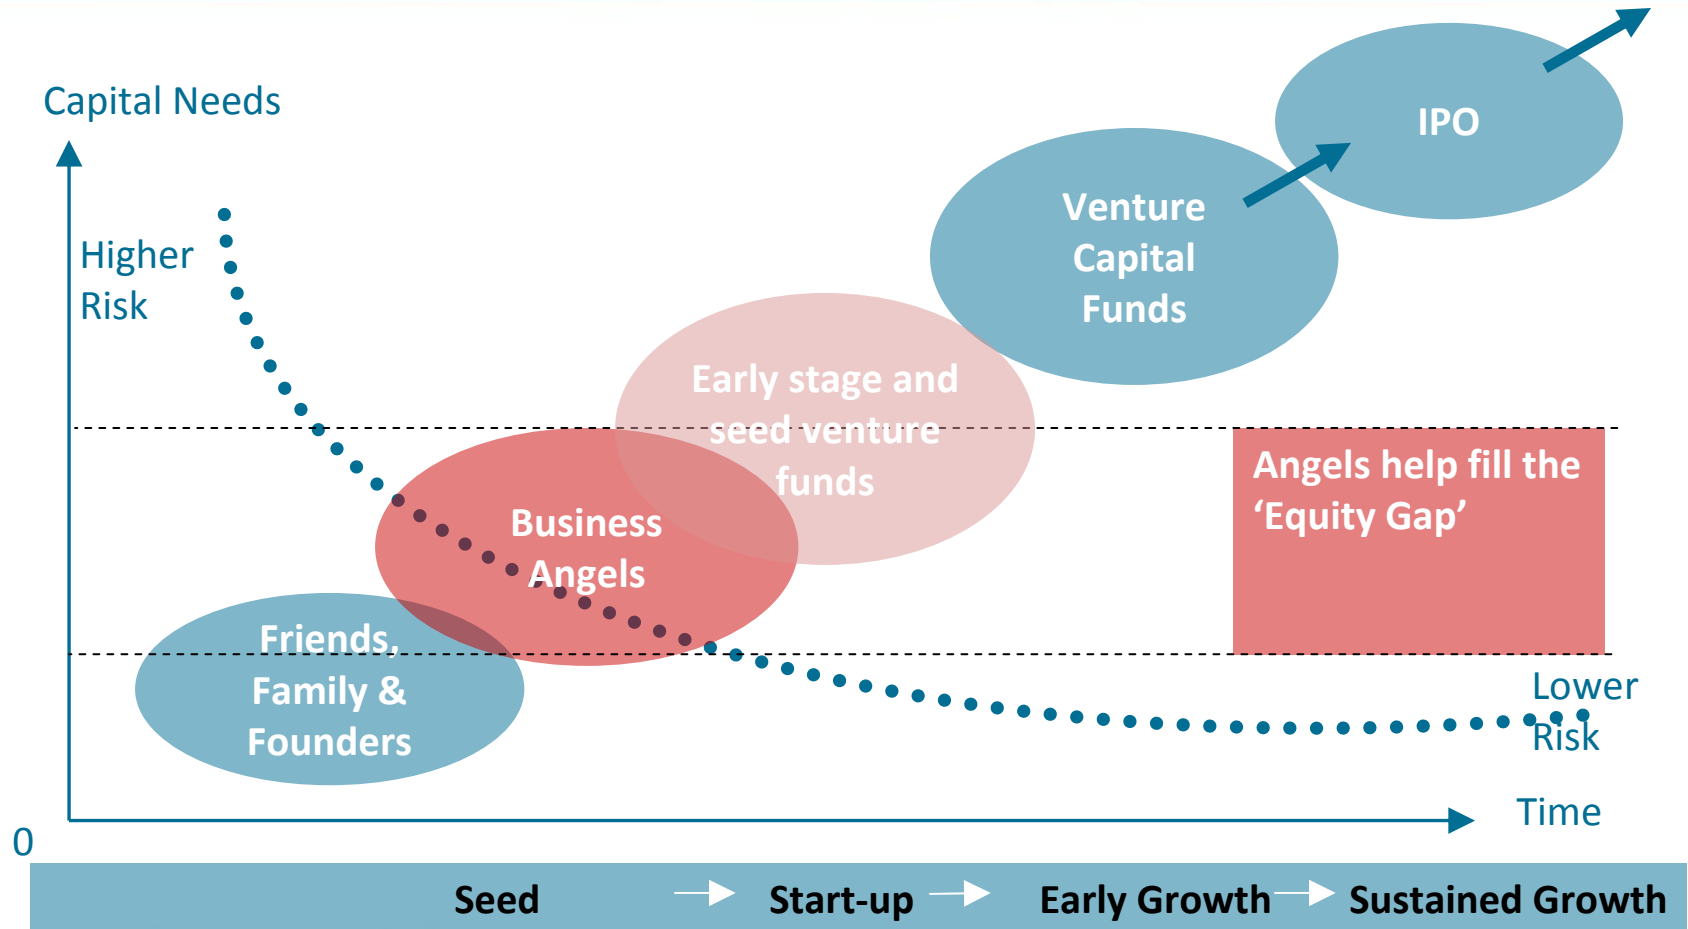 Capital Needs
Higher
Risk
IPO
Venture
Capital
Funds
Early stage and
seed venture
funds
Business
Angels
Friends,
Family &
Founders
Angels help fill the
‘Equity Gap’
Lower
Risk
Time
0
Seed
Start-up
Early Growth
Sustained Growth